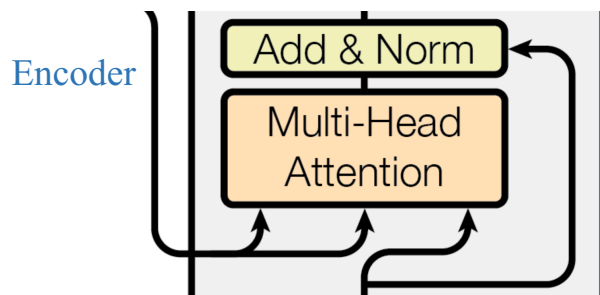 Add & Norm
Encoder
Multi-Head
Attention